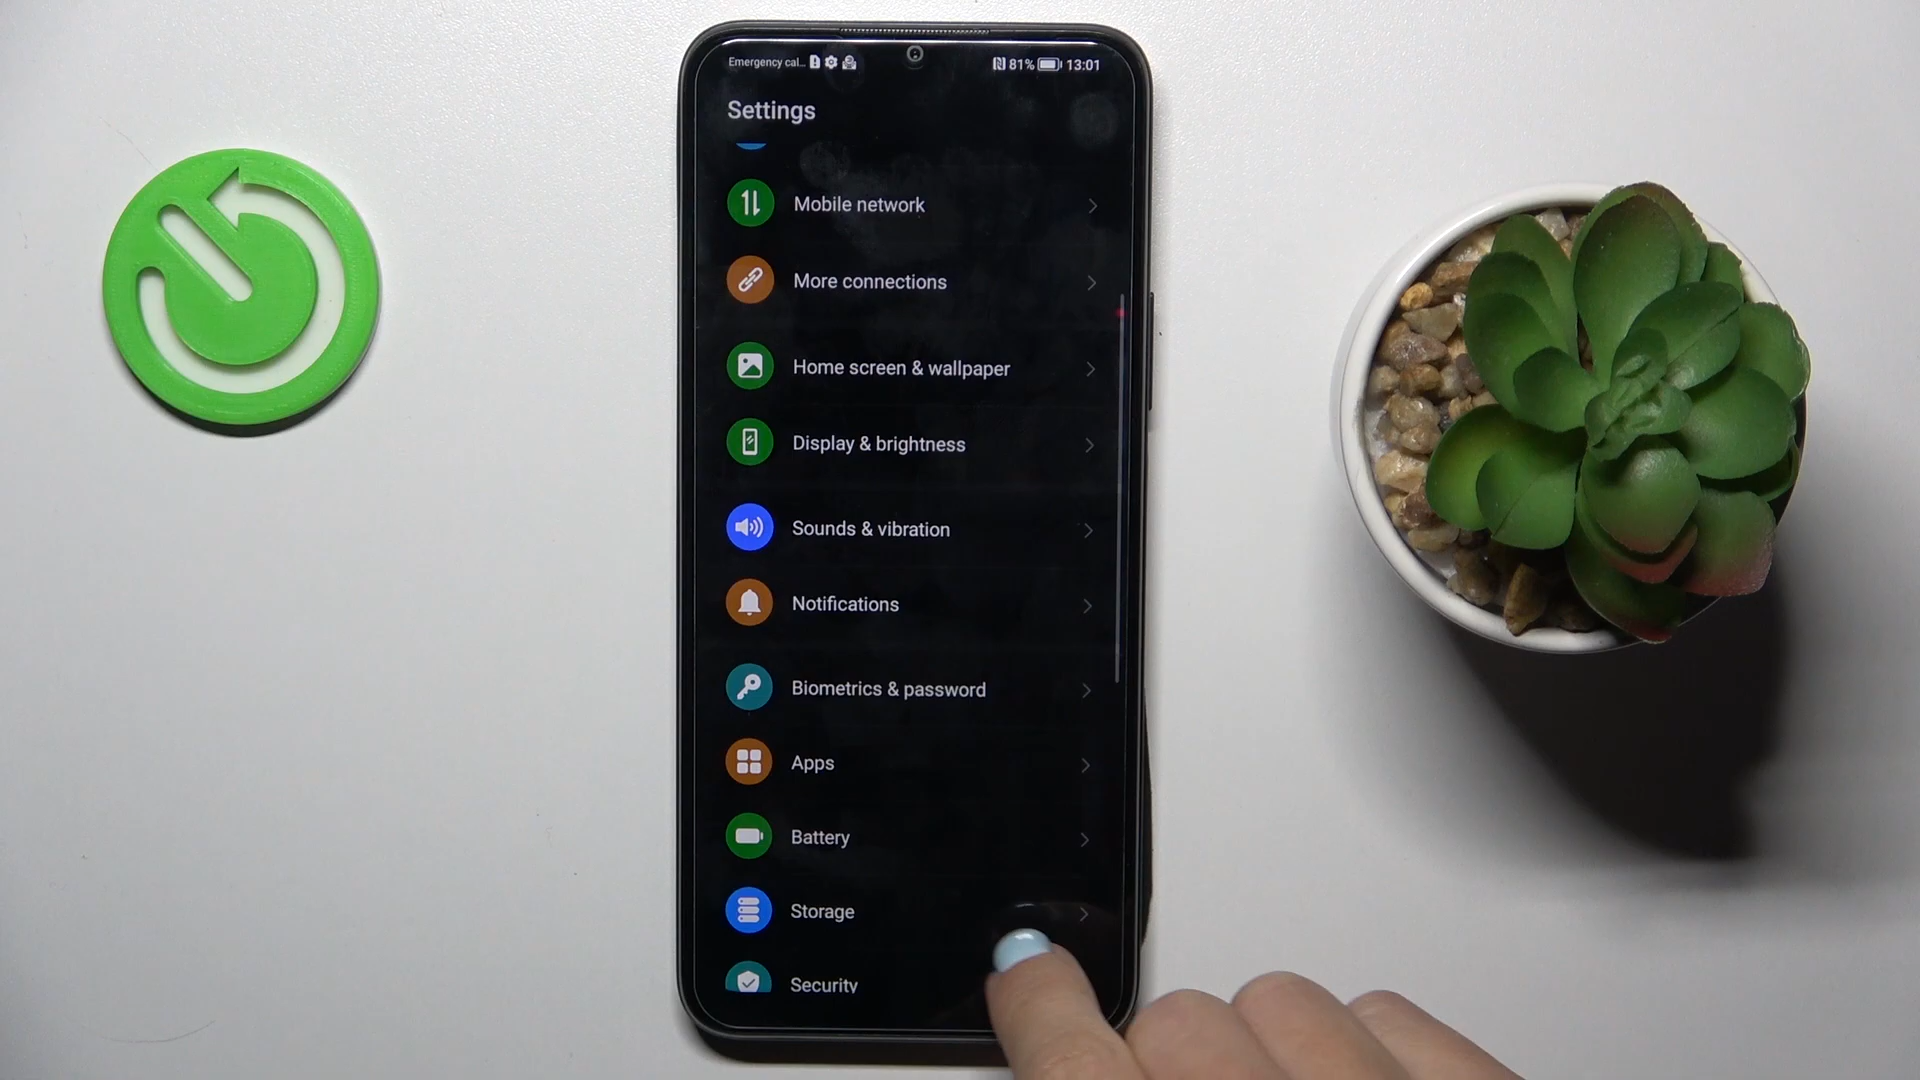 Emergency cal... 81% 13:01
Settings
Mobile network
More connections
Home screen & wallpaper
Display & brightness
Sounds & vibration
Notifications
Biometrics & password
Apps
Battery
Storage
Security